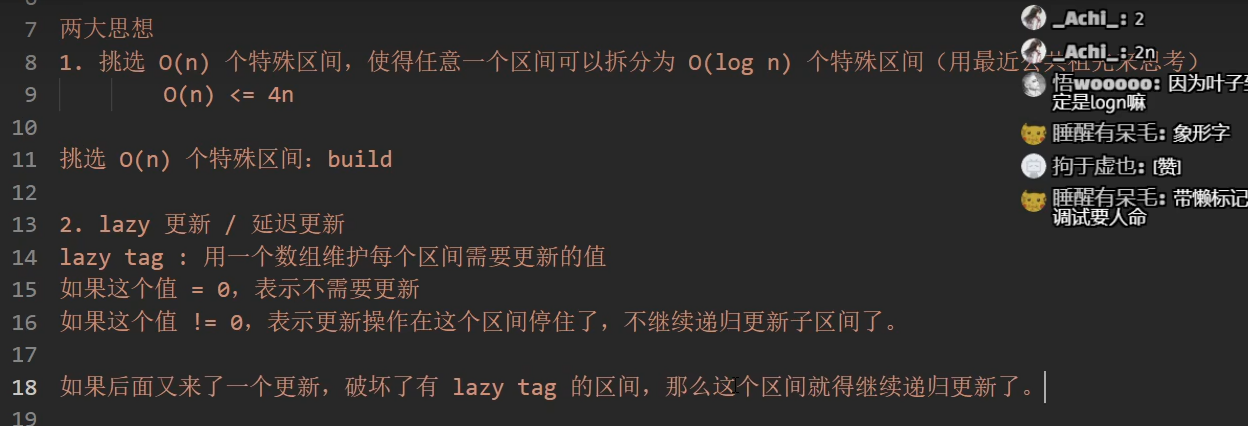 7 两大思想
8 1. 挑选 O(n) 个特殊区间，使得任意一个区间可以拆分为 O(log n) 个特殊区间（用最近公共祖先来思考）
9 O(n) <= 4n
10
11 挑选 O(n) 个特殊区间：build
12
13 2. lazy 更新 / 延迟更新
14 lazy tag : 用一个数组维护每个区间需要更新的值
15 如果这个值 = 0，表示不需要更新
16 如果这个值 != 0，表示更新操作在这个区间停住了，不继续递归更新子区间了。
17
18 如果后面又来了一个更新，破坏了有 lazy tag 的区间，那么这个区间就得继续递归更新了。
19
_Achi_: 2
_Achi_: 2n
悟wooooo: 因为叶子
定是logn嘛
睡醒有呆毛: 象形字
拘于虚也: [赞]
睡醒有呆毛: 带懒标记
调试要人命